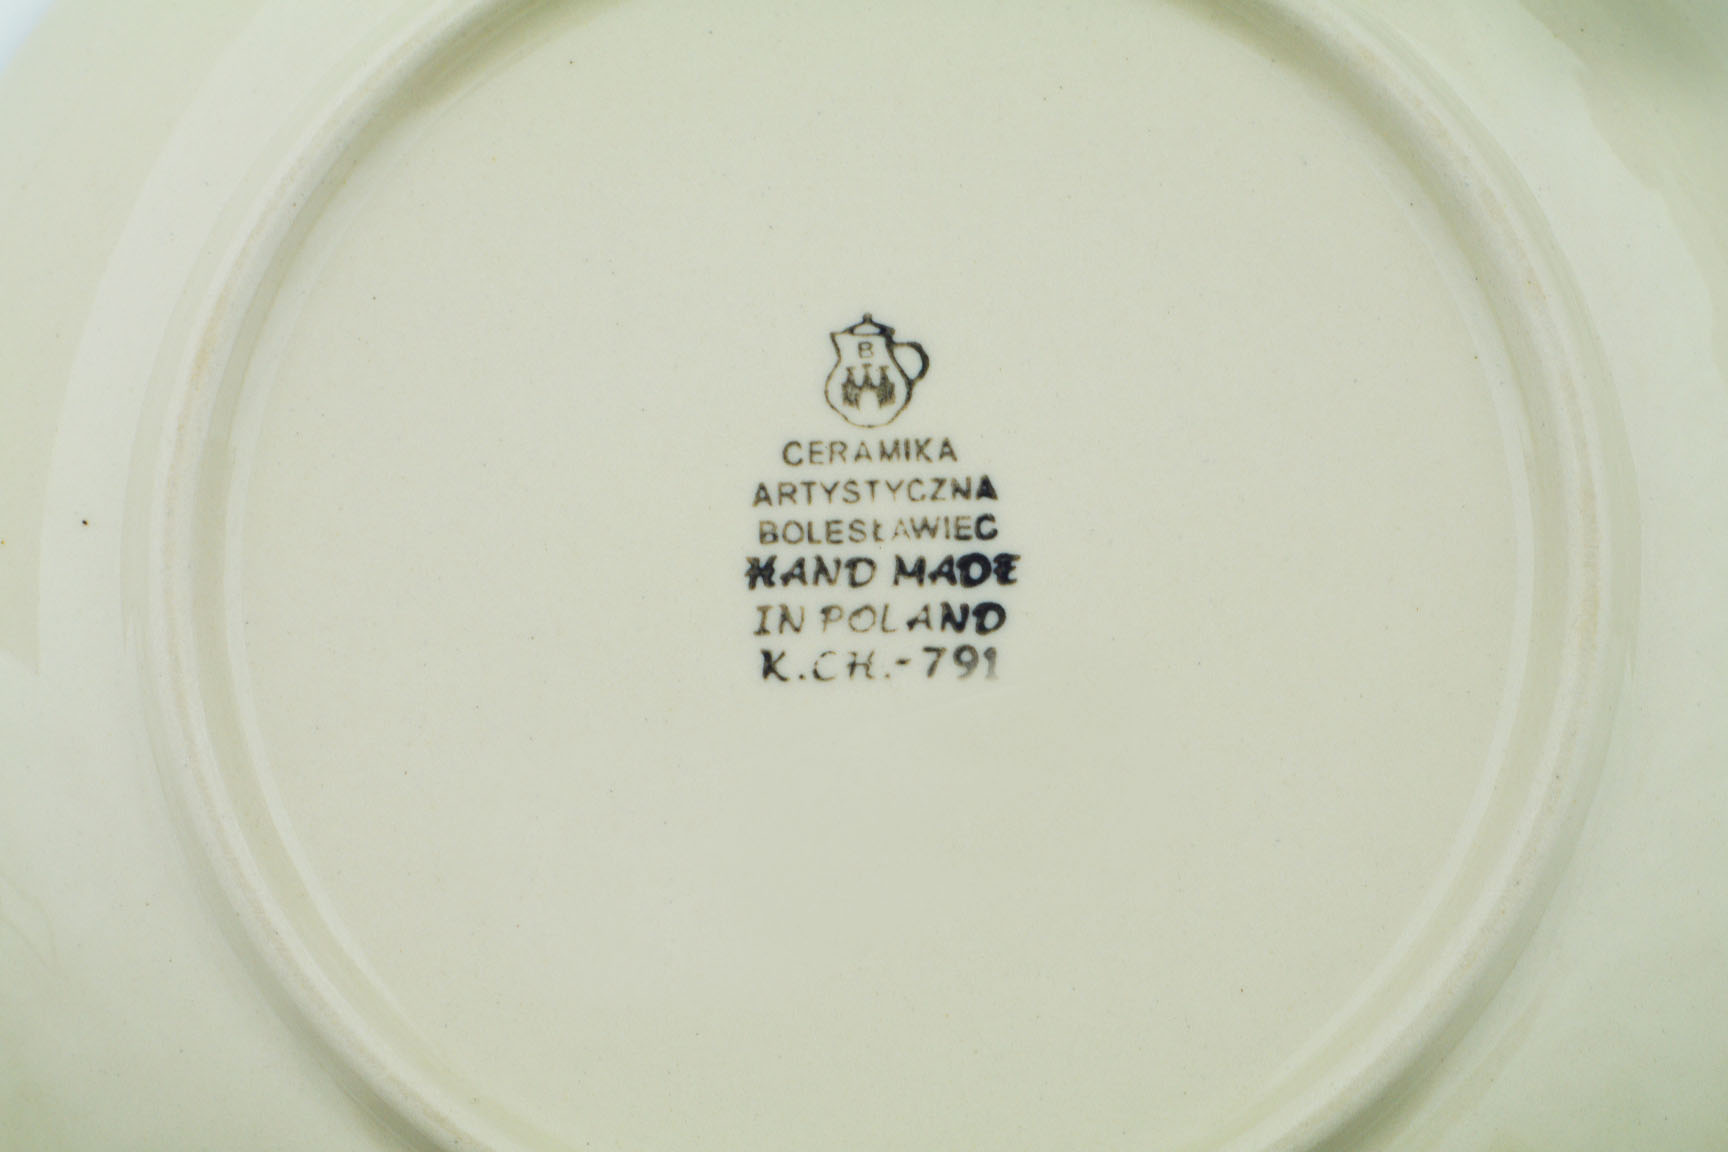 B
CERAMIKA
ARTYSTYCZNA
BOLESŁAWIEC
HAND MADE
IN POLAND
K.CH.-791